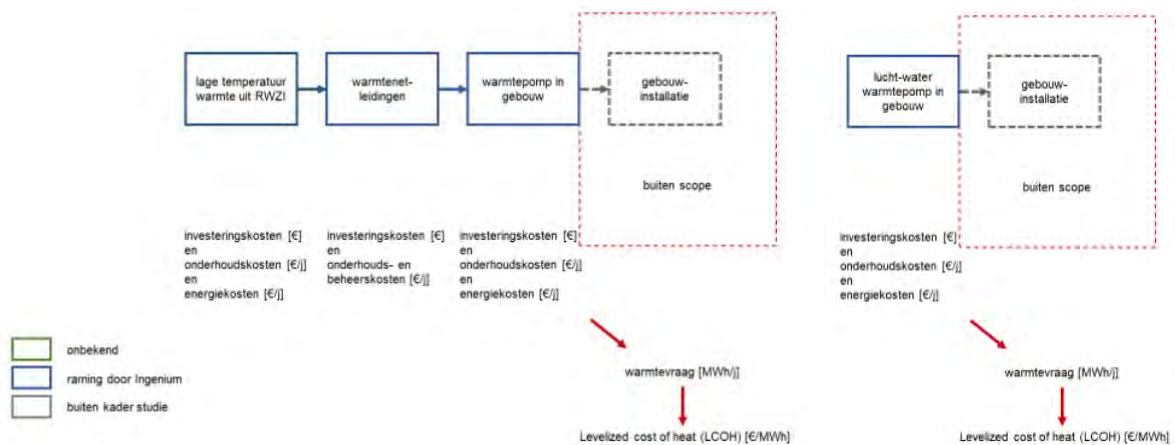 lage temperatuur
warmte uit RWZI
warmtenet-
leidingen
warmtepomp in
gebouw
gebouw-
installatie
buiten scope
lucht-water
warmtepomp in
gebouw
gebouw-
installatie
buiten scope
investeringskosten [€]
en
onderhoudskosten [€/j]
en
energiekosten [€/j]
investeringskosten [€]
en
onderhouds- en
beheerskosten [€/j]
investeringskosten [€]
en
onderhoudskosten [€/j]
en
energiekosten [€/j]
investeringskosten [€]
en
onderhoudskosten [€/j]
en
energiekosten [€/j]
onbekend
raming door Ingenium
buiten kader studie
warmtevraag [MWh/j]
Levelized cost of heat (LCOH) [€/MWh]
warmtevraag [MWh/j]
Levelized cost of heat (LCOH) [€/MWh]